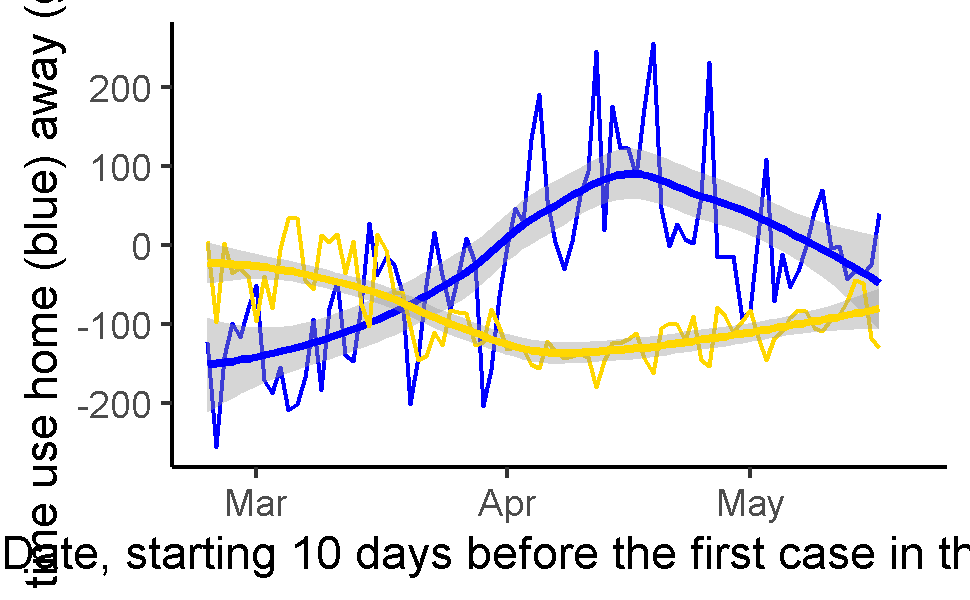 time use home (blue) away (
200
100
0
-100
-200
Mar
Apr
May
Date, starting 10 days before the first case in th